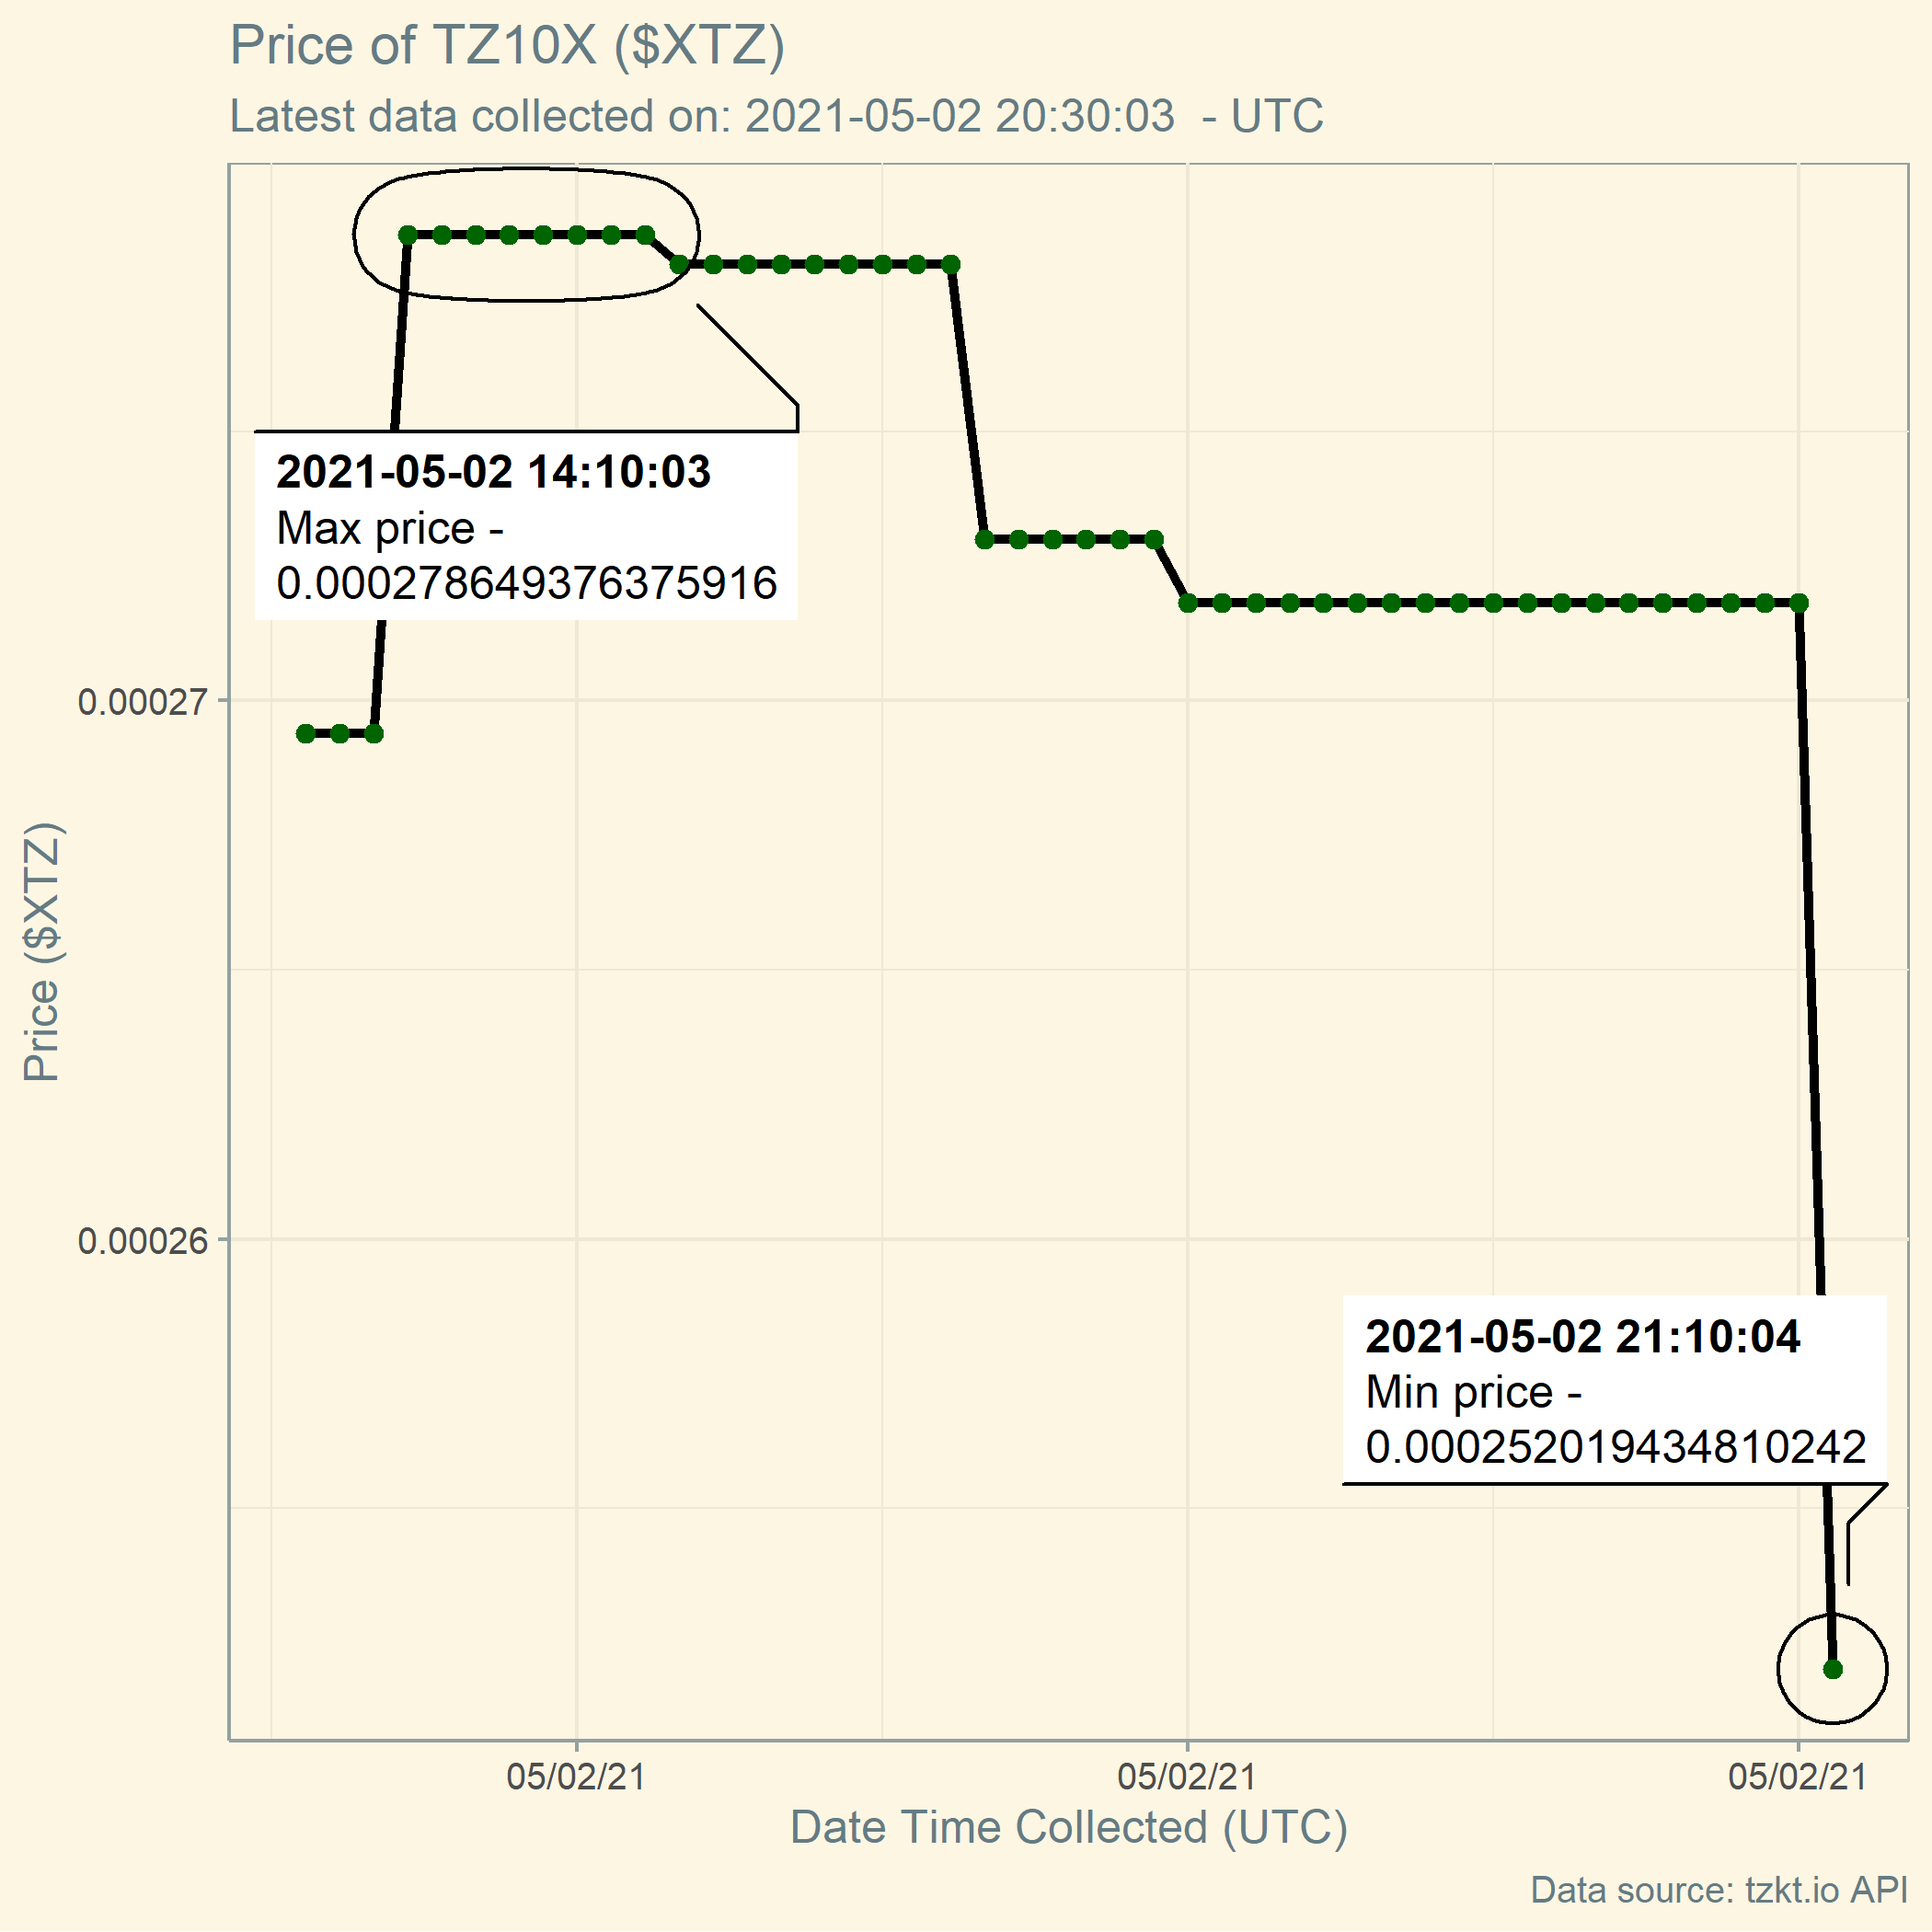 Price of TZ10X ($XTZ)
Latest data collected on: 2021-05-02 20:30:03  - UTC
2021-05-02 14:10:03
Max price -
0.000278649376375916
0.00027
Price ($XTZ)
0.00026
2021-05-02 21:10:04
Min price -
0.000252019434810242
05/02/21 05/02/21 05/02/21
Date Time Collected (UTC)
Data source: tzkt.io API